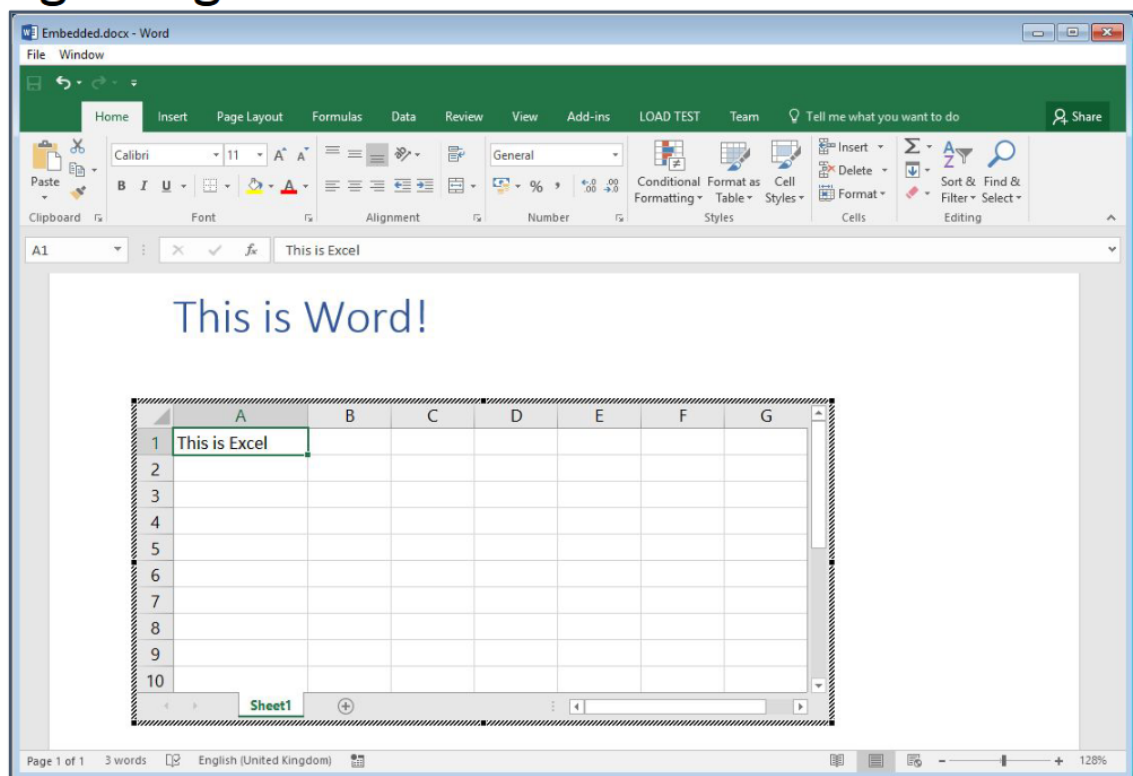 Embedded.docx - Word
File Window
Home Insert Page Layout Formulas Data Review View Add-ins LOAD TEST Team Tell me what you want to do Share
Calibri 11 A A General Insert
Paste Delete
B I U A % , Conditional Format as Cell Format Sort & Find &
Formatting Table Styles Filter Select
Clipboard Font Alignment Number Styles Cells Editing
A1 fx This is Excel
This is Word!
A B C D E F G
1 This is Excel
2
3
4
5
6
7
8
9
10
Sheet1
Page 1 of 1 3 words English (United Kingdom) 128%